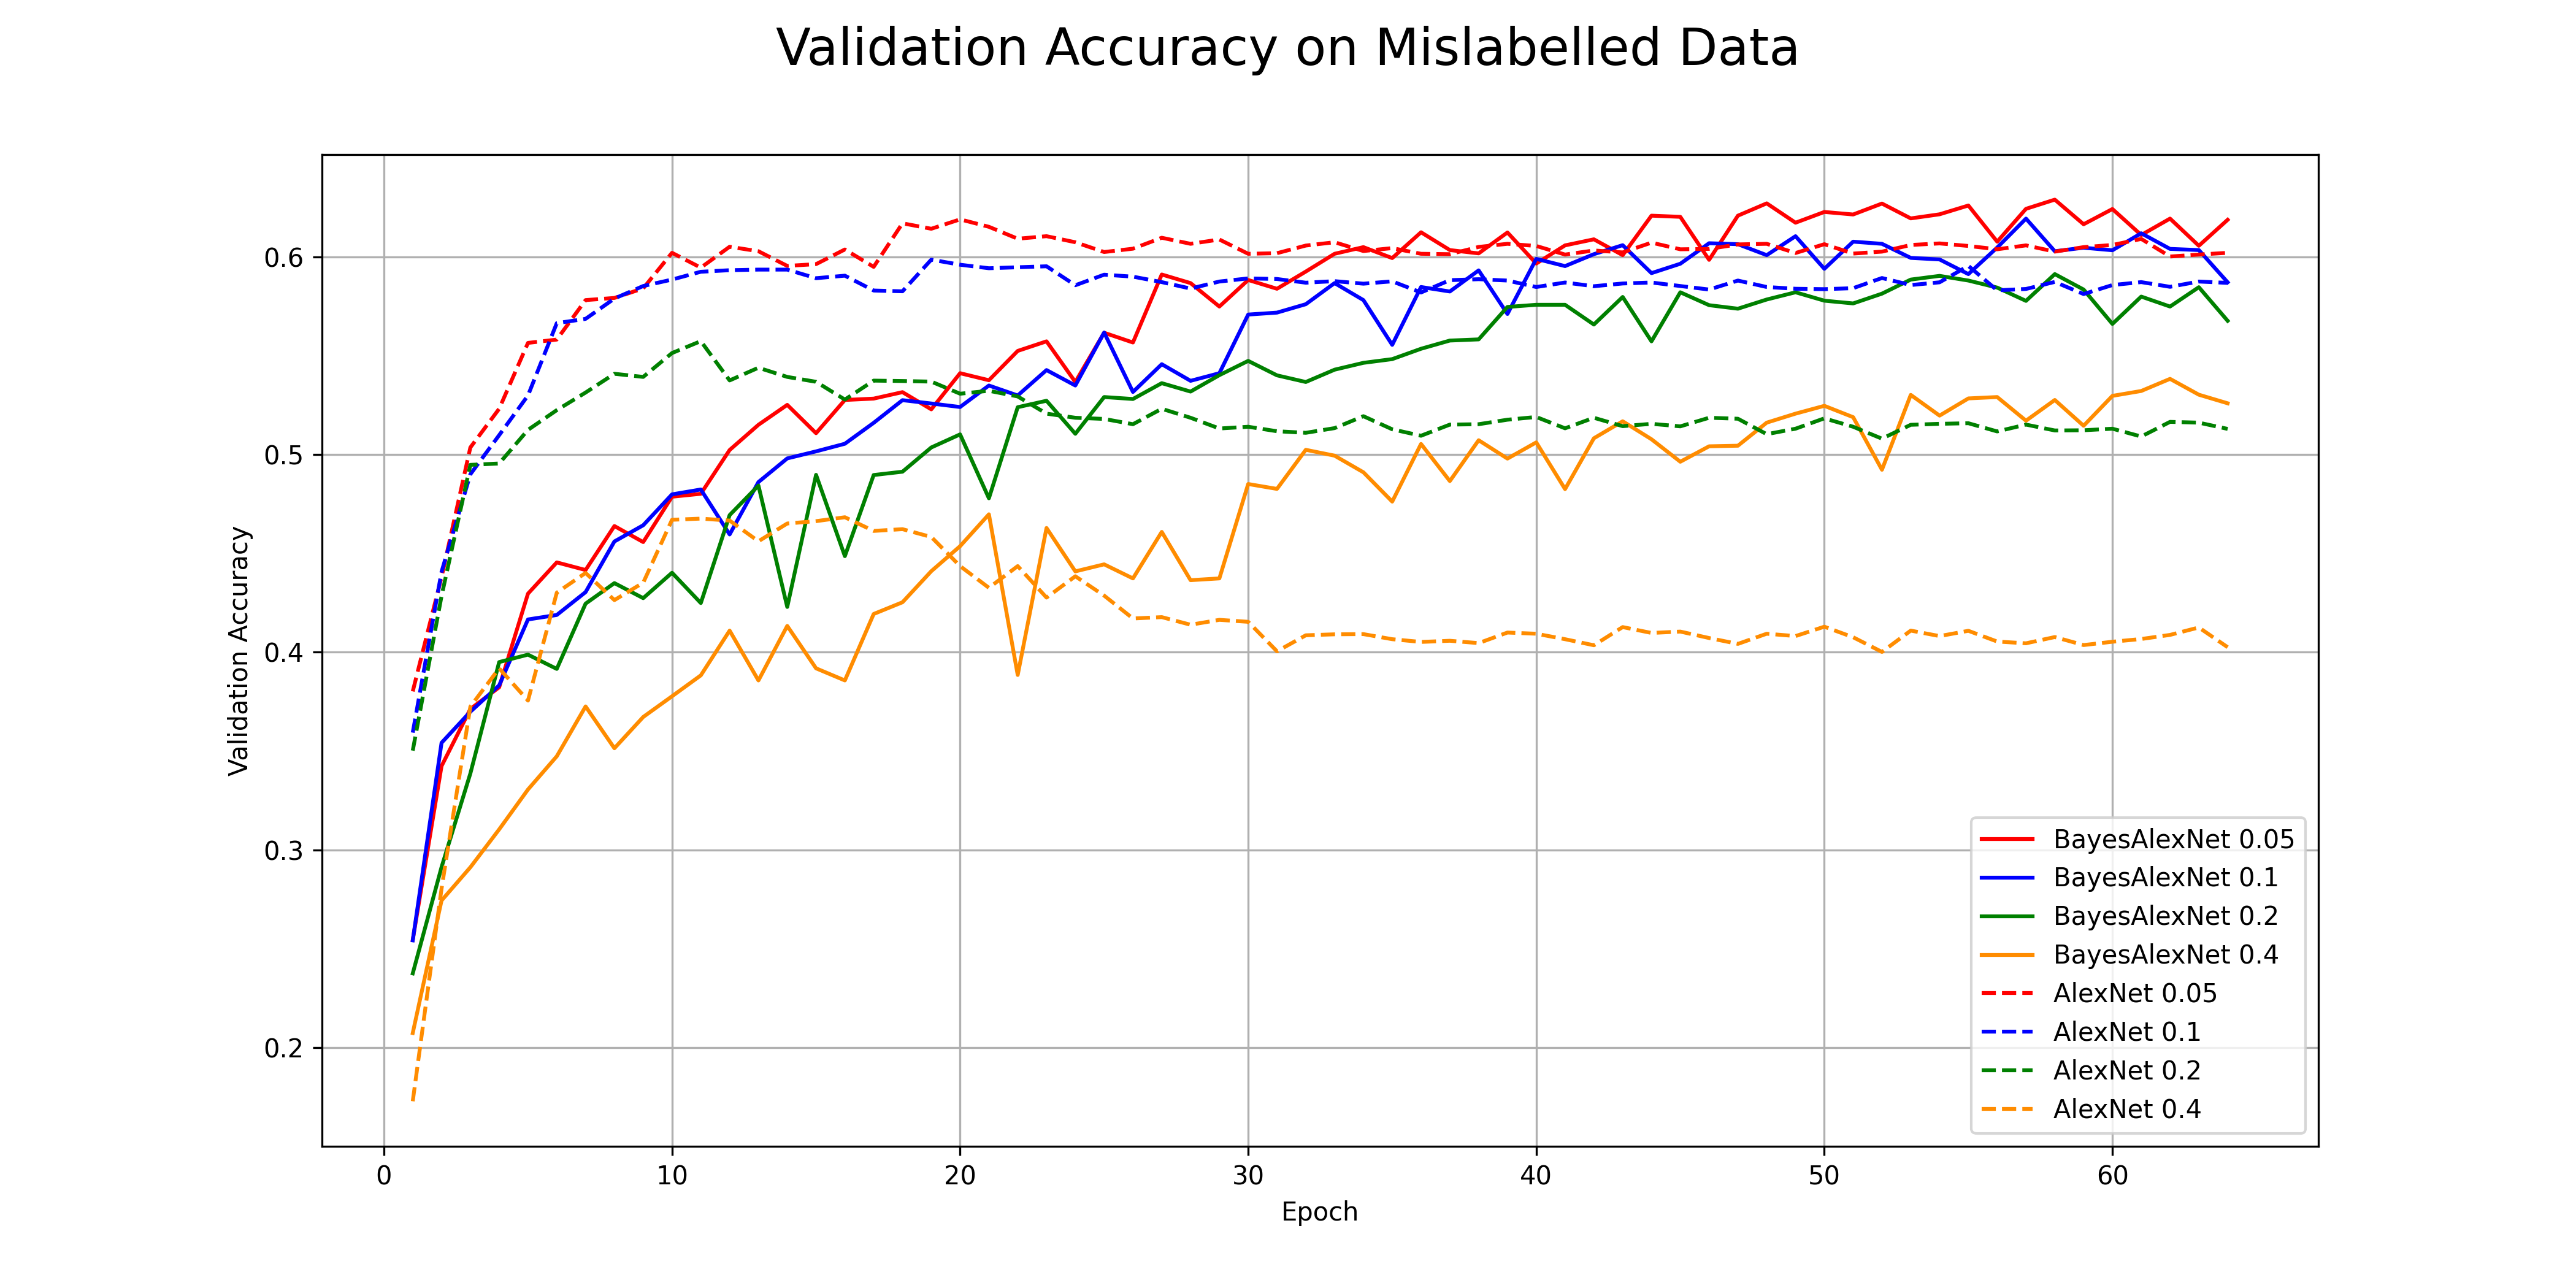 Validation Accuracy on Mislabelled Data
Validation Accuracy
0.6
0.5
0.4
0.3
0.2
0 10 20 30 40 50 60
Epoch
BayesAlexNet 0.05
BayesAlexNet 0.1
BayesAlexNet 0.2
BayesAlexNet 0.4
AlexNet 0.05
AlexNet 0.1
AlexNet 0.2
AlexNet 0.4